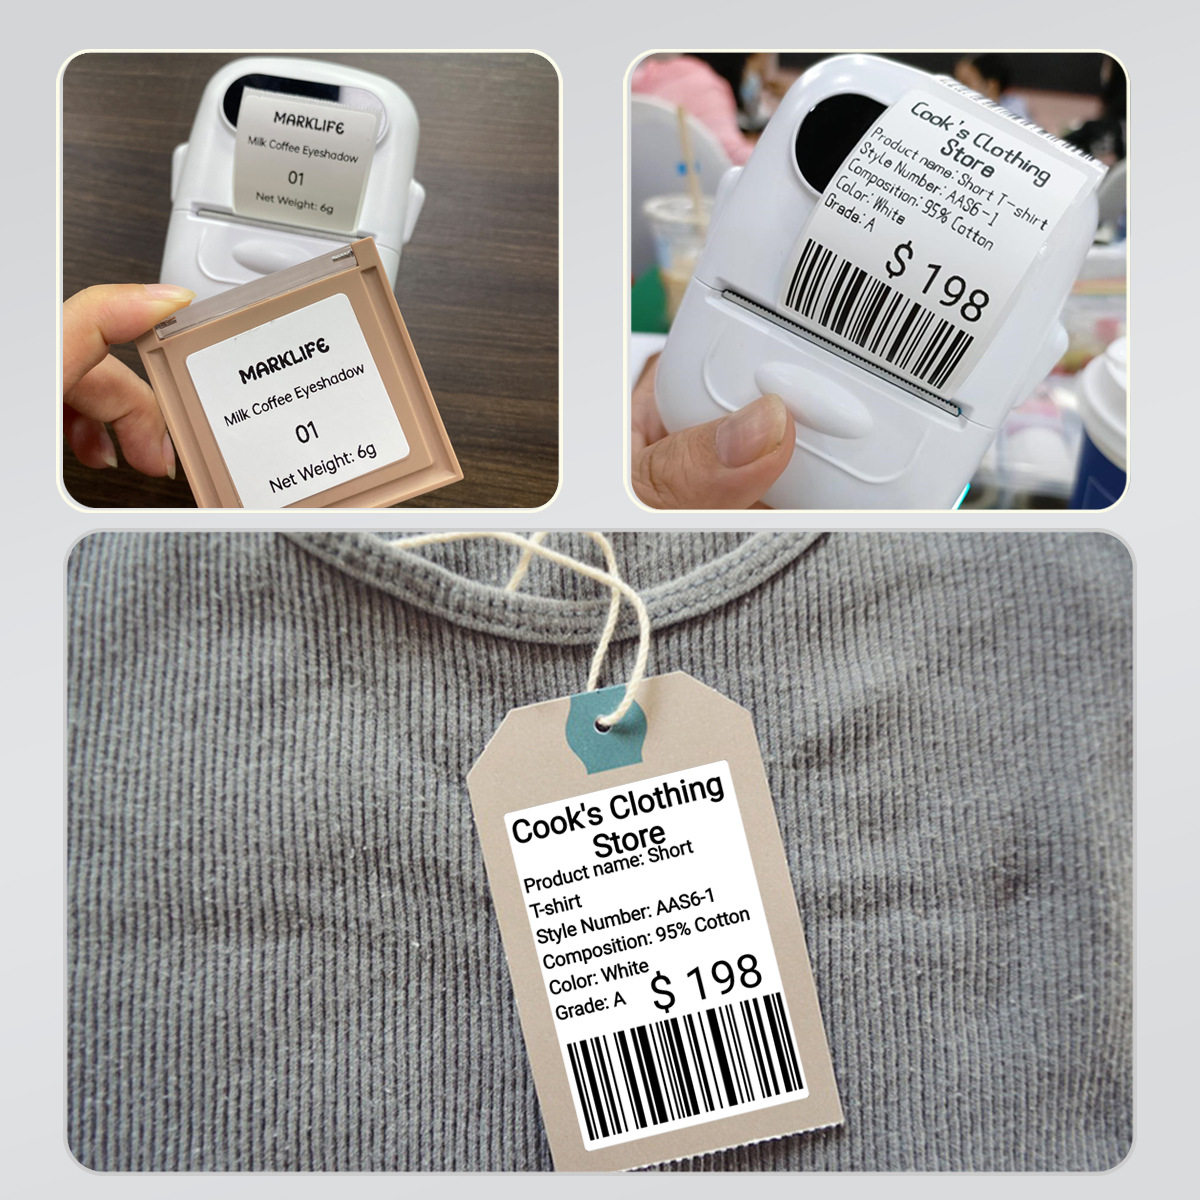 MARKLIFE
Milk Coffee Eyeshadow
01
Net Weight: 6g
MARKLIFE
Milk Coffee Eyeshadow
01
Net Weight: 6g
Cook's Clothing
Store
Product name: Short T-shirt
Style Number: AAS6-1
Composition: 95% Cotton
Color: White
Grade: A
$ 198
Cook's Clothing
Store
Product name: Short
T-shirt
Style Number: AAS6-1
Composition: 95% Cotton
Color: White
Grade: A
$ 198